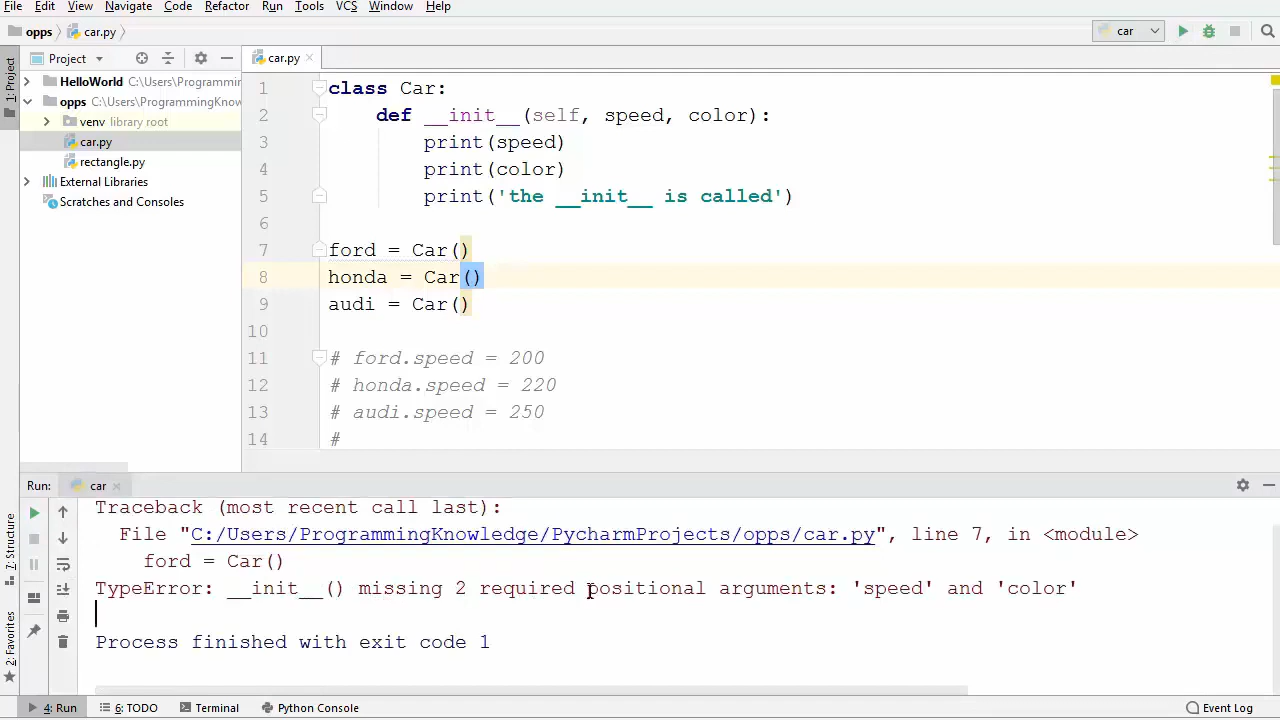 File Edit View Navigate Code Refactor Run Tools VCS Window Help
opps car.py car
1: Project
Project car.py
HelloWorld C:\Users\Programmin
opps C:\Users\ProgrammingKnow
venv library root
car.py
rectangle.py
External Libraries
Scratches and Consoles
1 class Car:
2 def __init__(self, speed, color):
3 print(speed)
4 print(color)
5 print('the __init__ is called')
6
7 ford = Car()
8 honda = Car()
9 audi = Car()
10
11 # ford.speed = 200
12 # honda.speed = 220
13 # audi.speed = 250
14 #
Run: car
Traceback (most recent call last):
File "C:/Users/ProgrammingKnowledge/PycharmProjects/opps/car.py", line 7, in <module>
ford = Car()
TypeError: __init__() missing 2 required positional arguments: 'speed' and 'color'
Process finished with exit code 1
7: Structure
2: Favorites
4: Run 6: TODO Terminal Python Console Event Log